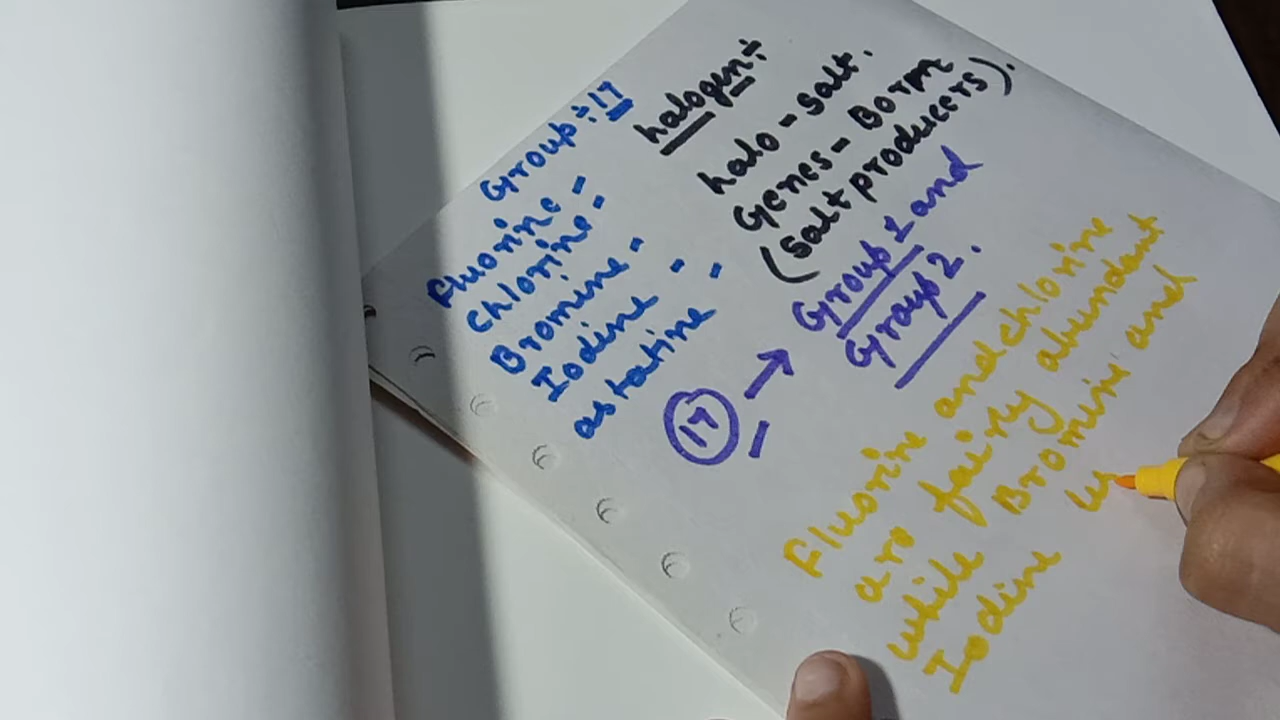 Group÷17
Fluorine -
chlorine -
Bromine -
Iodine -
astatine -
halogen÷
halo - salt.
Genes - Born
(salt producers).
17 → Group 1 and
Group 2.
Fluorine and chlorine
are fairly abundant
while Bromine and
Iodine